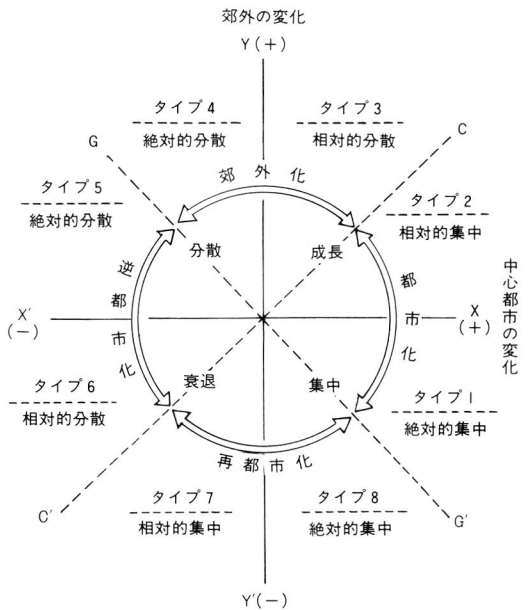 郊外の変化
Y(+)
タイプ4
絶対的分散
タイプ3
相対的分散
G
C
タイプ5
絶対的分散
郊外化
タイプ2
相対的集中
分散
成長
逆都市化
都市化
X'
(−)
X
(+)
中心都市の変化
衰退
集中
タイプ6
相対的分散
タイプ1
絶対的集中
再都市化
C'
タイプ7
相対的集中
タイプ8
絶対的集中
G'
Y'(−)